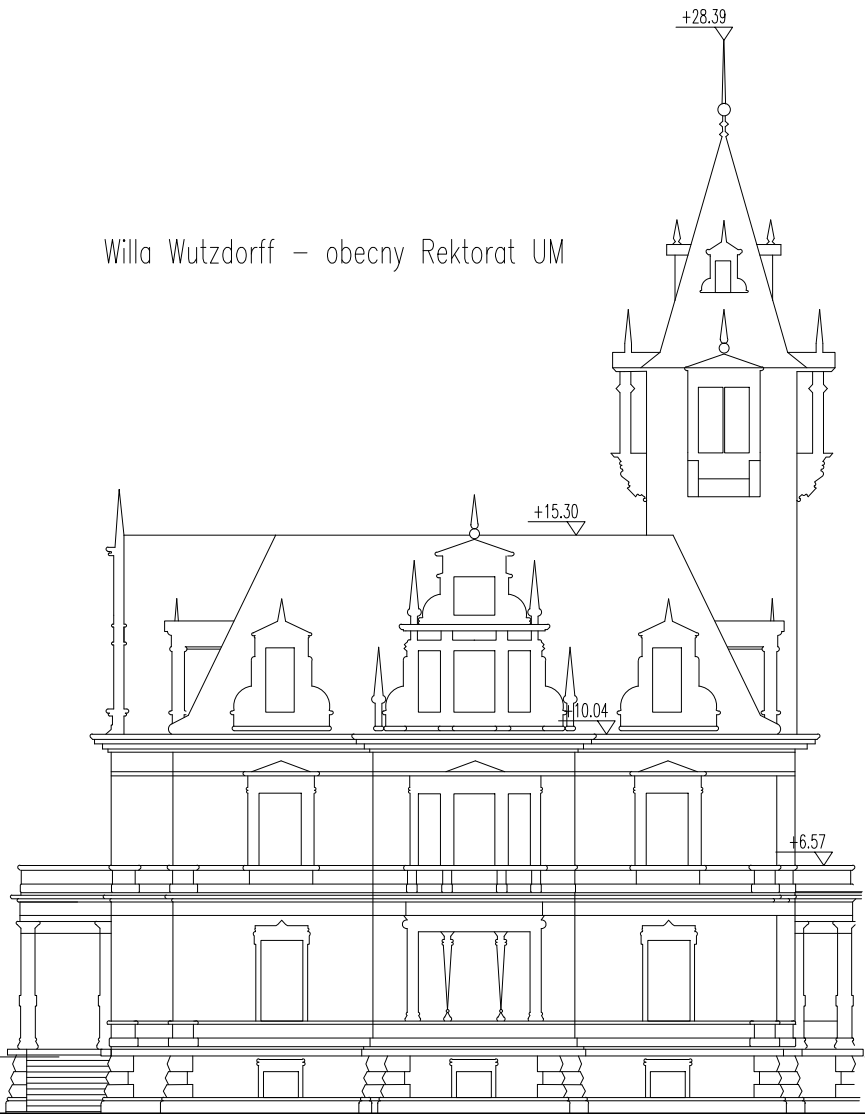 +28.39
Willa Wutzdorff – obecny Rektorat UM
+15.30
+10.04
+6.57